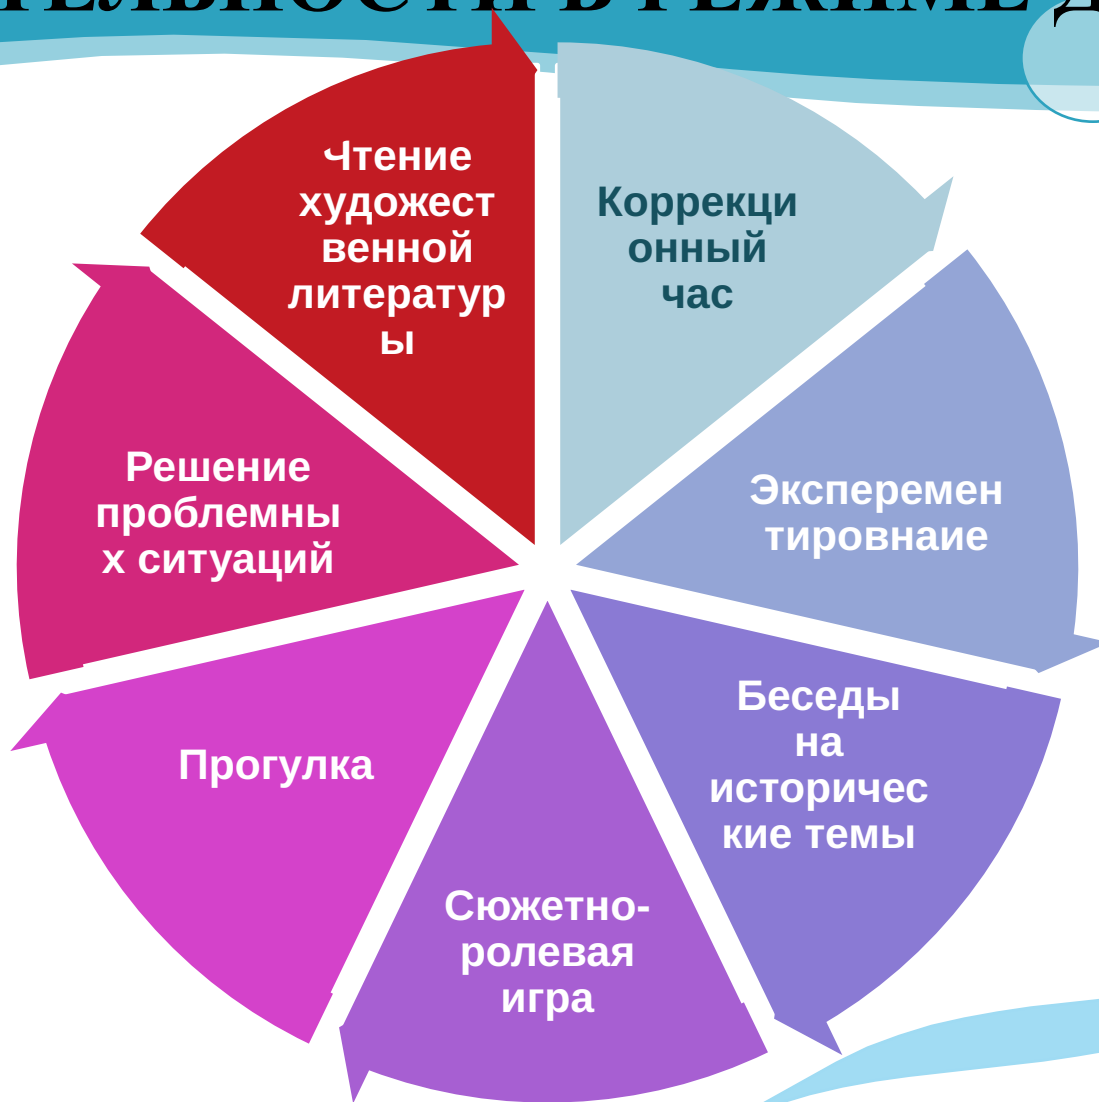 В РЕЖИМЕ
Чтение
художест
венной
литератур
ы
Коррекци
онный
час
Эксперемен
тировнаие
Беседы
на
историчес
кие темы
Сюжетно-
ролевая
игра
Прогулка
Решение
проблемны
х ситуаций